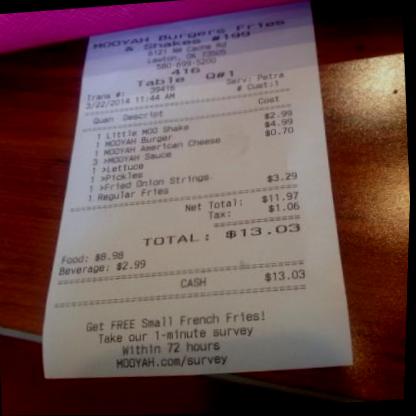 MOOYAH Burgers Fries
& Shakes #199
6121 NW Cache Rd
Lawton, OK 73505
580-699-5200
416
Table Q#1
Trans #: 39416 Serv: Petra
3/22/2014 11:44 AM # Cust:1
Quan Descript Cost
1 Little MOO Shake $2.99
1 MOOYAH Burger $4.99
1 MOOYAH American Cheese $0.70
3 >MOOYAH Sauce
1 >Lettuce
1 >Pickles
1 >Fried Onion Strings
1 Regular Fries $3.29
Net Total: $11.97
Tax: $1.06
TOTAL: $13.03
Food: $8.98
Beverage: $2.99
CASH $13.03
Get FREE Small French Fries!
Take our 1-minute survey
Within 72 hours
MOOYAH.com/survey